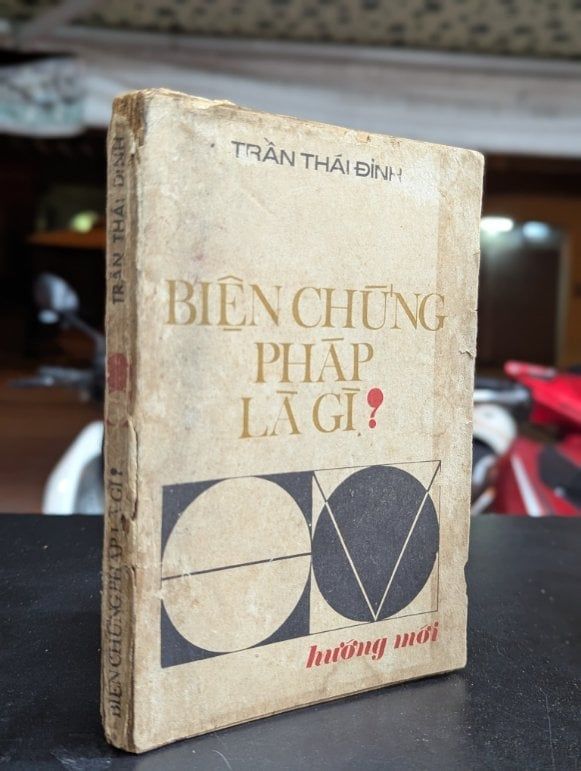 TRẦN THÁI ĐỈNH
BIỆN CHỨNG
PHÁP
LÀ GÌ?
hướng mới
TRẦN THÁI ĐỈNH
BIỆN CHỨNG PHÁP LÀ GÌ?